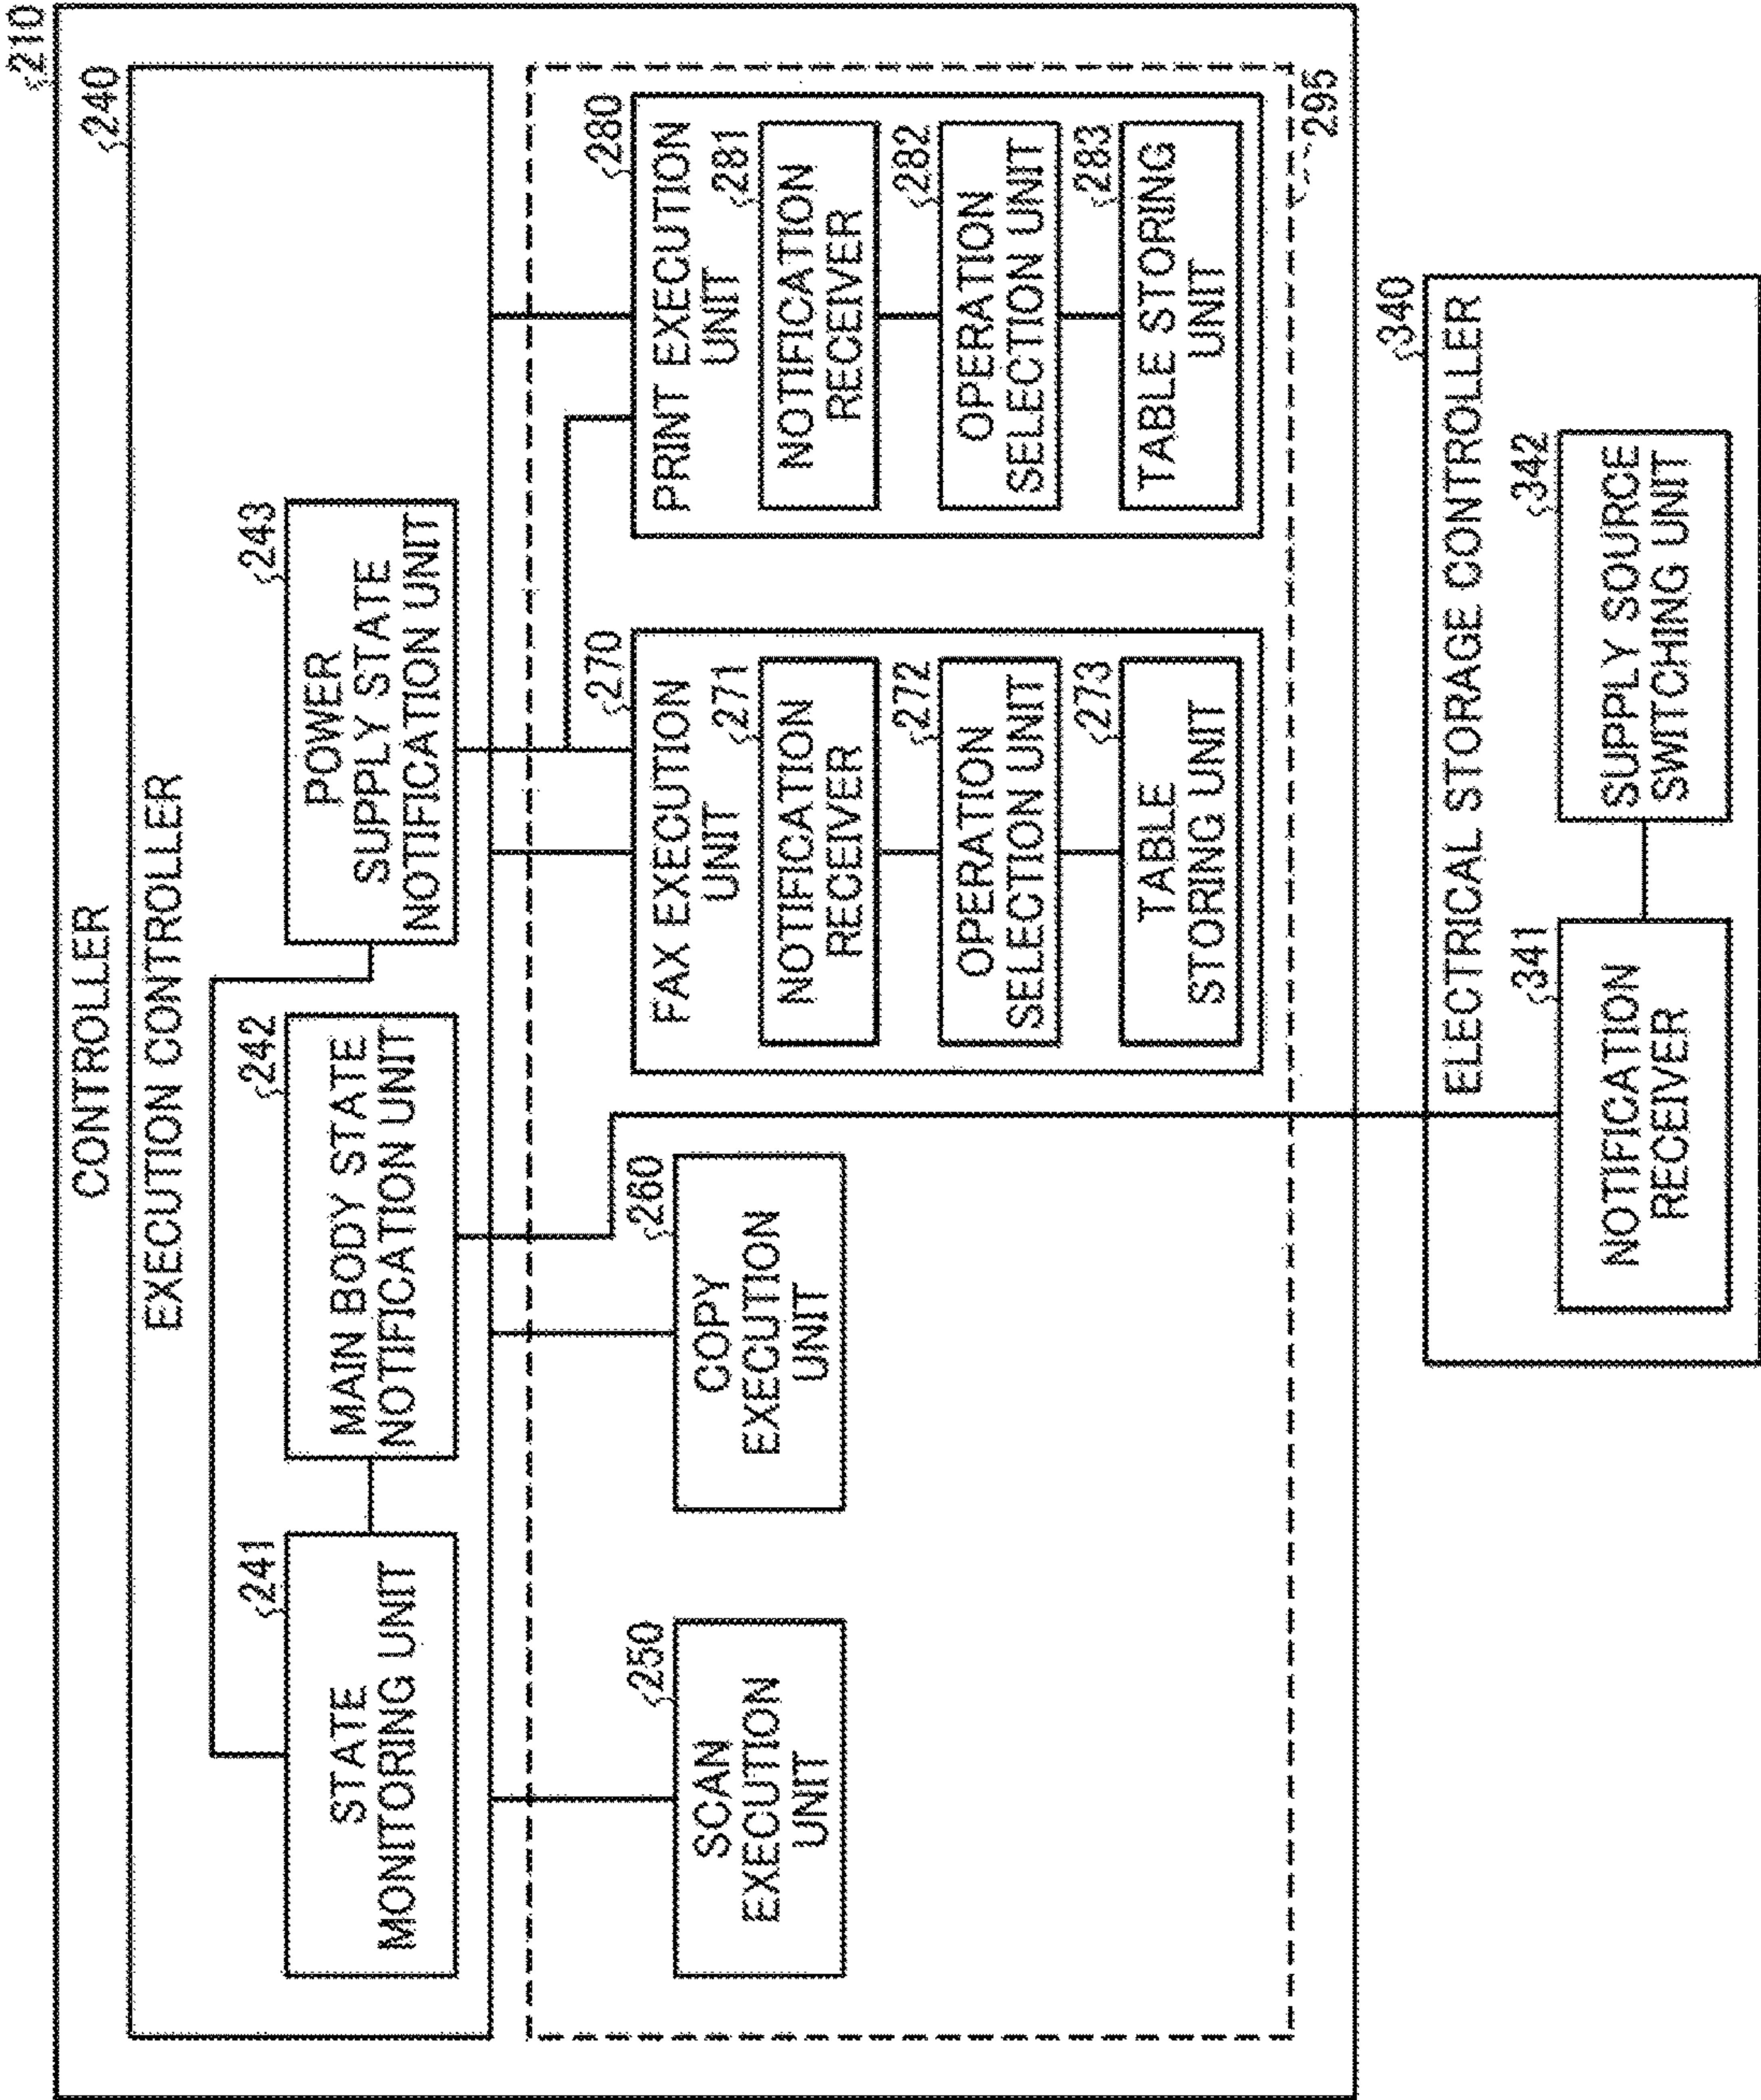 210
CONTROLLER
240
EXECUTION CONTROLLER
241
STATE
MONITORING UNIT
242
MAIN BODY STATE
NOTIFICATION UNIT
243
POWER
SUPPLY STATE
NOTIFICATION UNIT
250
SCAN
EXECUTION
UNIT
260
COPY
EXECUTION
UNIT
270
FAX EXECUTION
UNIT
271
NOTIFICATION
RECEIVER
272
OPERATION
SELECTION UNIT
273
TABLE
STORING UNIT
280
PRINT EXECUTION
UNIT
281
NOTIFICATION
RECEIVER
282
OPERATION
SELECTION UNIT
283
TABLE STORING
UNIT
295
340
ELECTRICAL STORAGE CONTROLLER
341
NOTIFICATION
RECEIVER
342
SUPPLY SOURCE
SWITCHING UNIT